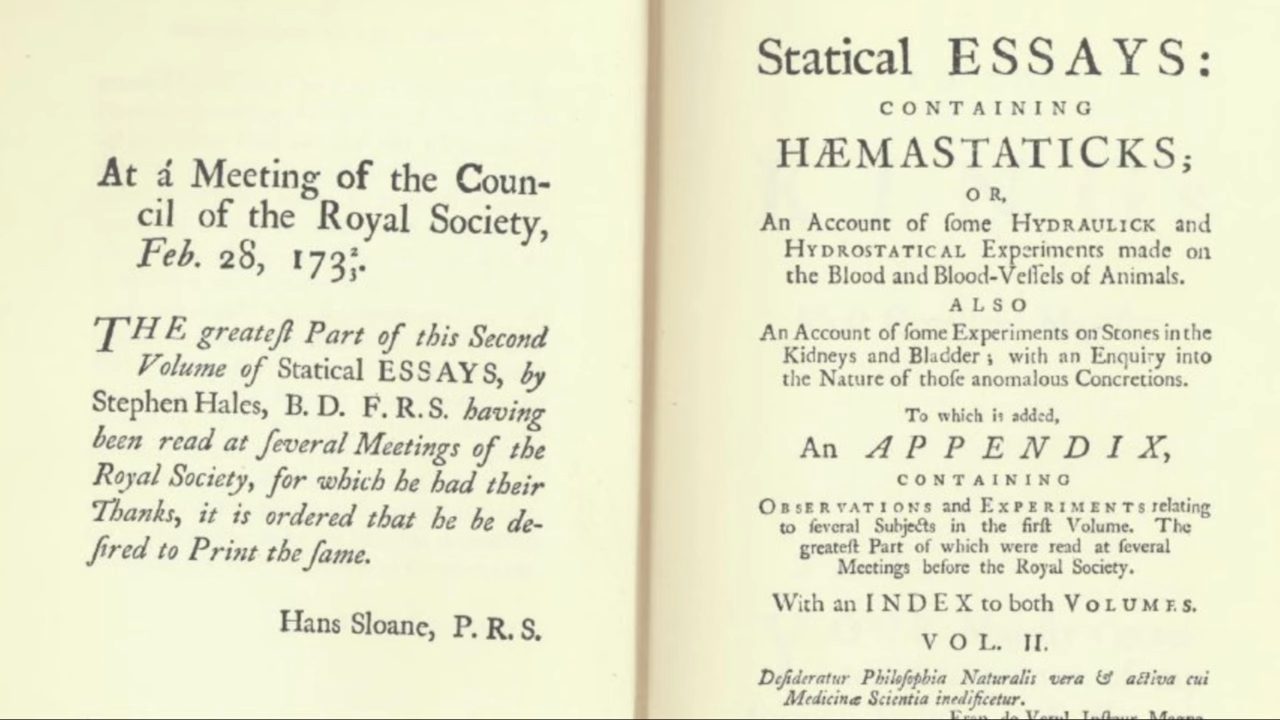 At á Meeting of the Coun-
cil of the Royal Society,
Feb. 28, 173⅔.
THE greateſt Part of this Second
Volume of Statical ESSAYS, by
Stephen Hales, B. D. F. R. S. having
been read at ſeveral Meetings of the
Royal Society, for which he had their
Thanks, it is ordered that he be de-
ſired to Print the ſame.
Hans Sloane, P. R. S.
Statical ESSAYS:
CONTAINING
HÆMASTATICKS;
OR,
An Account of ſome HYDRAULICK and
HYDROSTATICAL Experiments made on
the Blood and Blood-Veſſels of Animals.
ALSO
An Account of ſome Experiments on Stones in the
Kidneys and Bladder; with an Enquiry into
the Nature of thoſe anomalous Concretions.
To which is added,
An APPENDIX,
CONTAINING
OBSERVATIONS and EXPERIMENTS relating
to ſeveral Subjects in the firſt Volume. The
greateſt Part of which were read at ſeveral
Meetings before the Royal Society.
With an INDEX to both VOLUMES.
VOL. II.
Deſideratur Philoſophia Naturalis vera & activa cui
Medicinæ Scientia inedificetur.
Fran. de Verul. Inſtaur. Magna